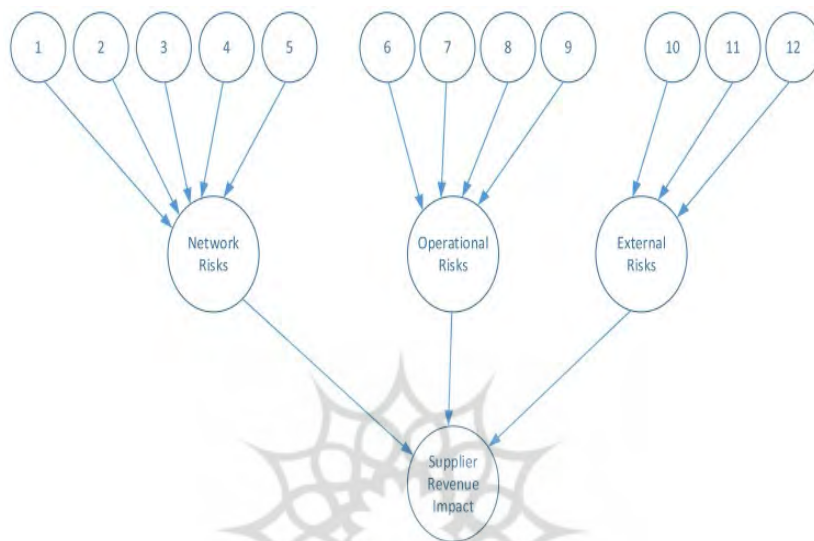 1 2 3 4 5 6 7 8 9 10 11 12
Network Operational External
Risks Risks Risks
Supplier
Revenue
Impact